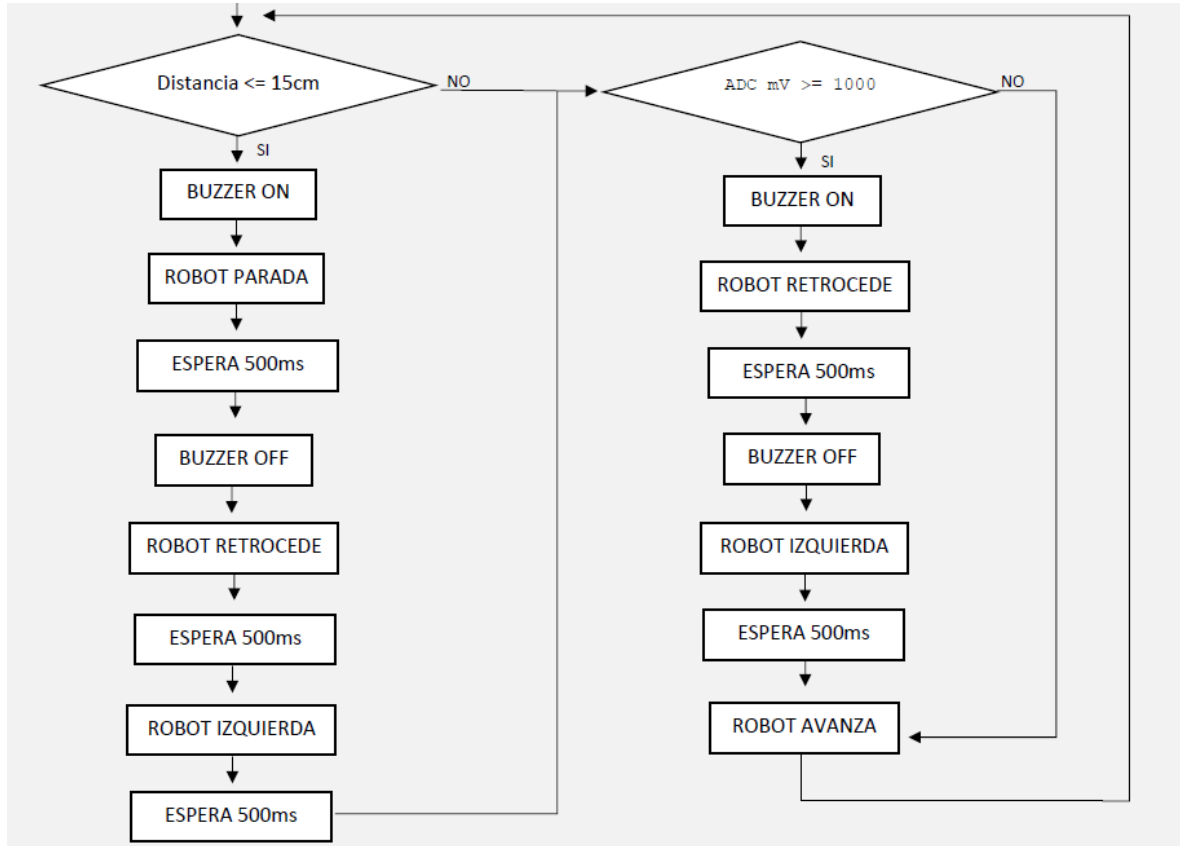 Distancia <= 15cm
NO
SI
BUZZER ON
ROBOT PARADA
ESPERA 500ms
BUZZER OFF
ROBOT RETROCEDE
ESPERA 500ms
ROBOT IZQUIERDA
ESPERA 500ms
ADC mV >= 1000
NO
SI
BUZZER ON
ROBOT RETROCEDE
ESPERA 500ms
BUZZER OFF
ROBOT IZQUIERDA
ESPERA 500ms
ROBOT AVANZA